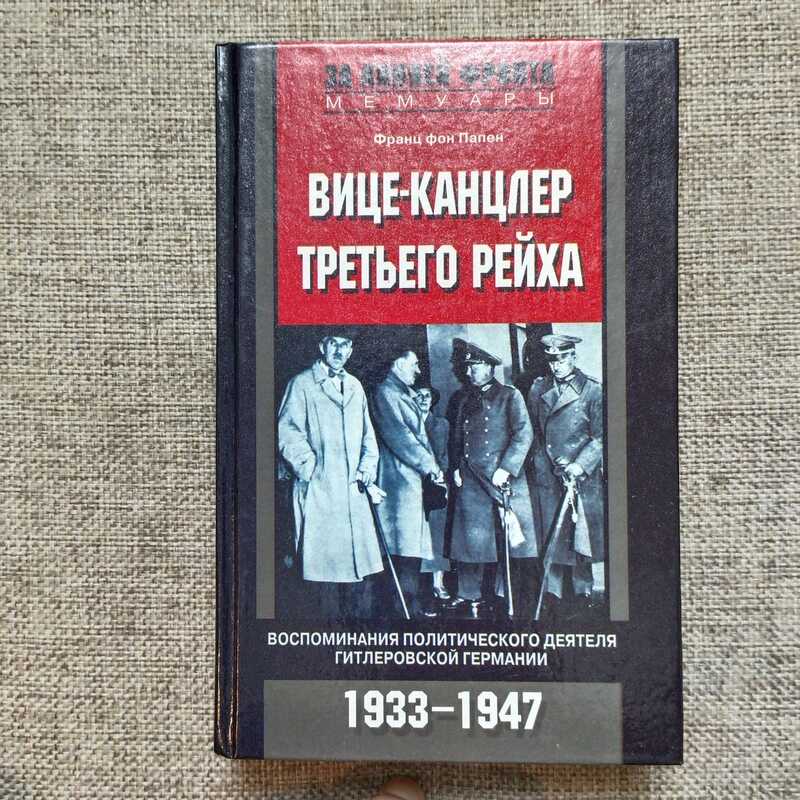 ЗА ЛИНИЕЙ ФРОНТА
МЕМУАРЫ
Франц фон Папен
ВИЦЕ-КАНЦЛЕР
ТРЕТЬЕГО РЕЙХА
ВОСПОМИНАНИЯ ПОЛИТИЧЕСКОГО ДЕЯТЕЛЯ
ГИТЛЕРОВСКОЙ ГЕРМАНИИ
1933–1947